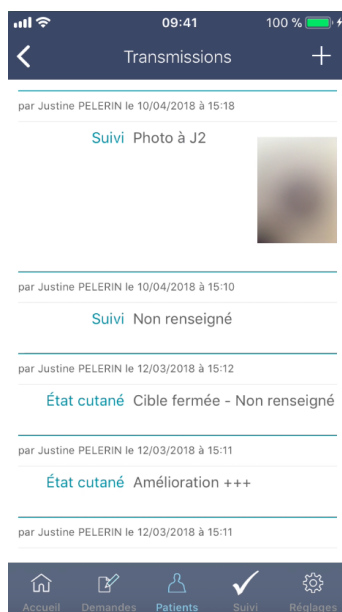 09:41
100 %
Transmissions
par Justine PELERIN le 10/04/2018 à 15:18
Suivi Photo à J2
par Justine PELERIN le 10/04/2018 à 15:10
Suivi Non renseigné
par Justine PELERIN le 12/03/2018 à 15:12
État cutané Cible fermée - Non renseigné
par Justine PELERIN le 12/03/2018 à 15:11
État cutané Amélioration +++
par Justine PELERIN le 12/03/2018 à 15:11
Accueil Demandes Patients Suivi Réglages